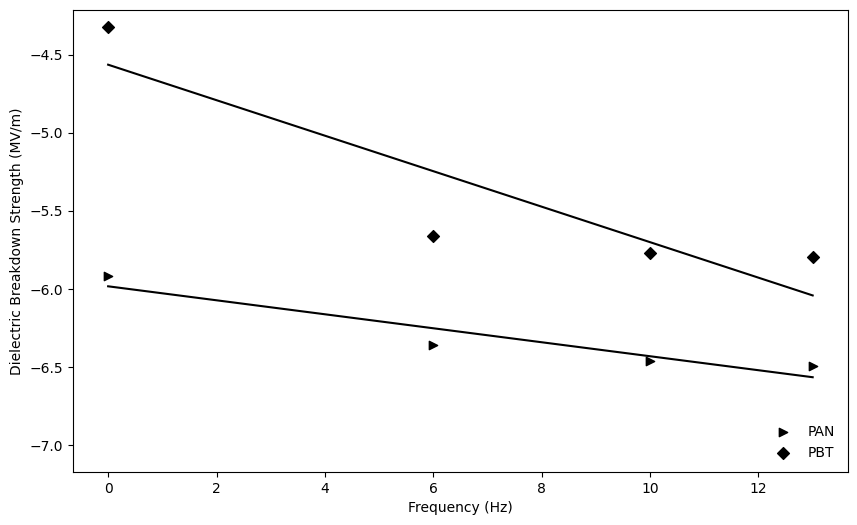 −4.5
−5.0
−5.5
−6.0
−6.5
−7.0
Dielectric Breakdown Strength (MV/m)
0 2 4 6 8 10 12
Frequency (Hz)
PAN
PBT